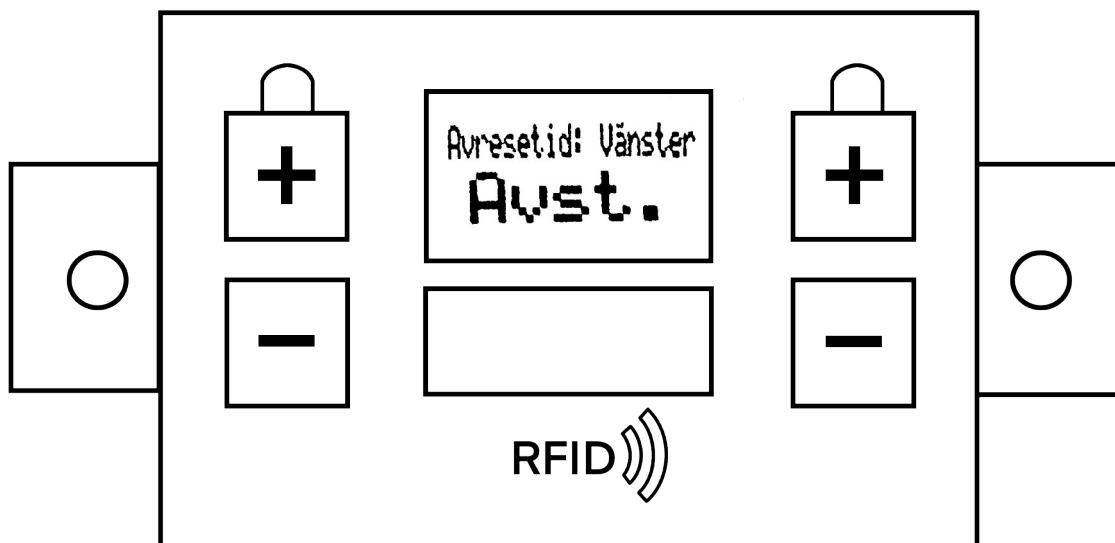 Avresetid: Vänster
Avst.
+ +
- -
RFID